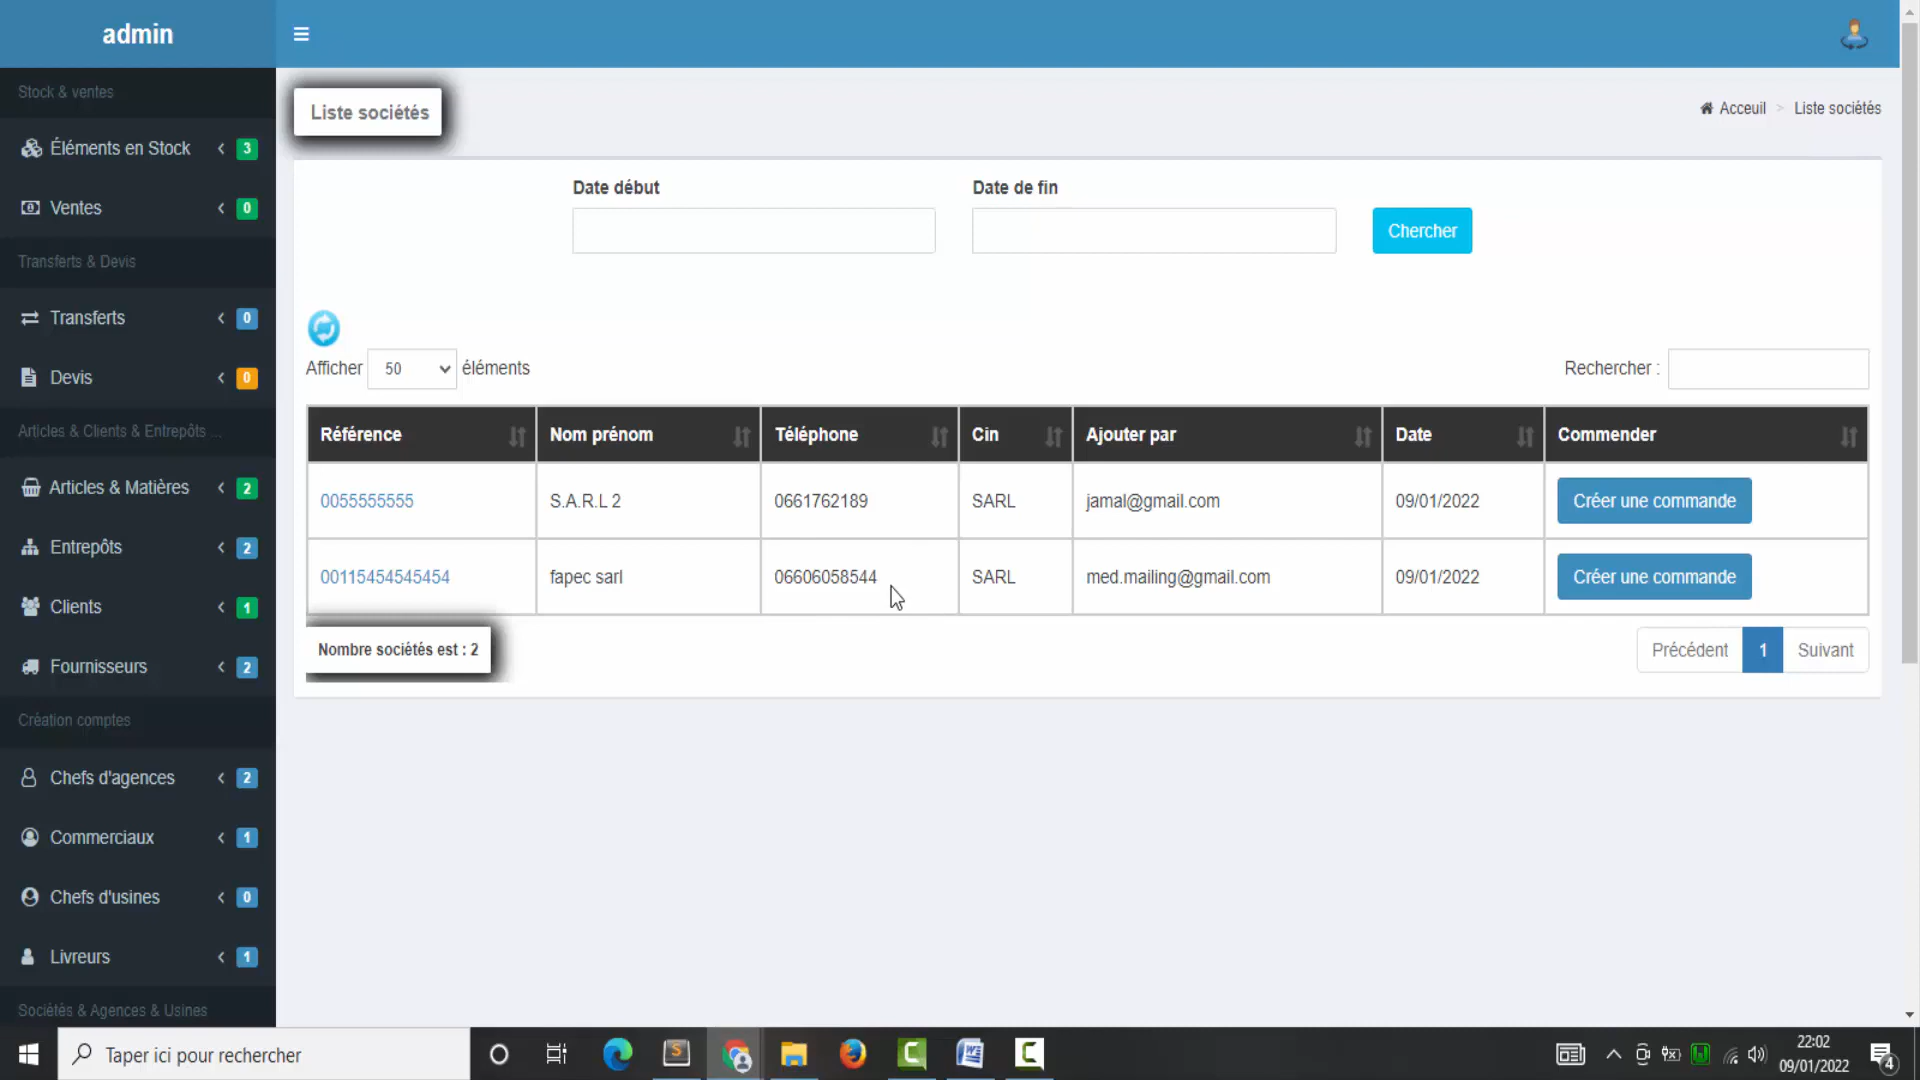 admin
Stock & ventes
Éléments en Stock 3
Ventes 0
Transferts & Devis
Transferts 0
Devis 0
Articles & Clients & Entrepôts ...
Articles & Matières 2
Entrepôts 2
Clients 1
Fournisseurs 2
Création comptes
Chefs d'agences 2
Commerciaux 1
Chefs d'usines 0
Livreurs 1
Sociétés & Agences & Usines
Liste sociétés
Acceuil > Liste sociétés
Date début
Date de fin
Chercher
Afficher 50 éléments
Rechercher :
Référence Nom prénom Téléphone Cin Ajouter par Date Commender
0055555555 S.A.R.L 2 0661762189 SARL jamal@gmail.com 09/01/2022 Créer une commande
00115454545454 fapec sarl 06606058544 SARL med.mailing@gmail.com 09/01/2022 Créer une commande
Nombre sociétés est : 2
Précédent 1 Suivant
Taper ici pour rechercher
22:02
09/01/2022
4